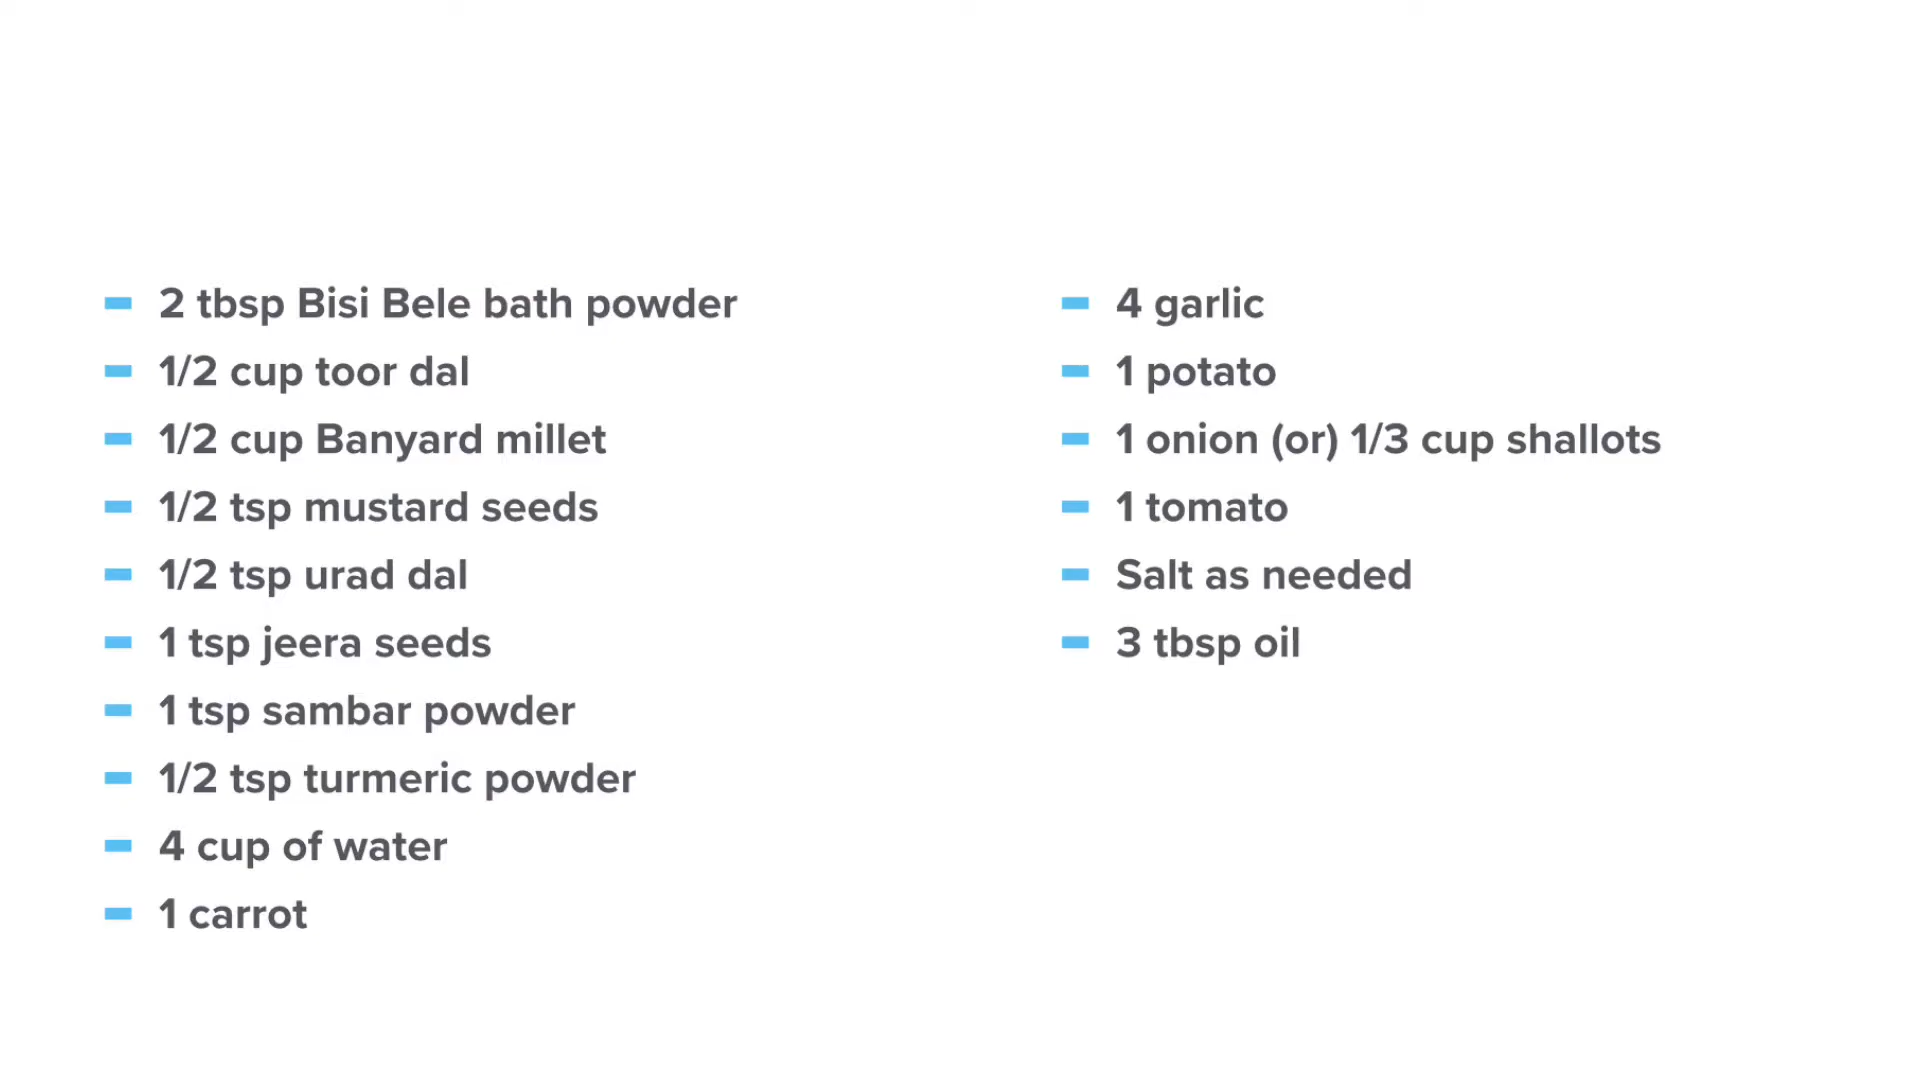 2 tbsp Bisi Bele bath powder
1/2 cup toor dal
1/2 cup Banyard millet
1/2 tsp mustard seeds
1/2 tsp urad dal
1 tsp jeera seeds
1 tsp sambar powder
1/2 tsp turmeric powder
4 cup of water
1 carrot
4 garlic
1 potato
1 onion (or) 1/3 cup shallots
1 tomato
Salt as needed
3 tbsp oil